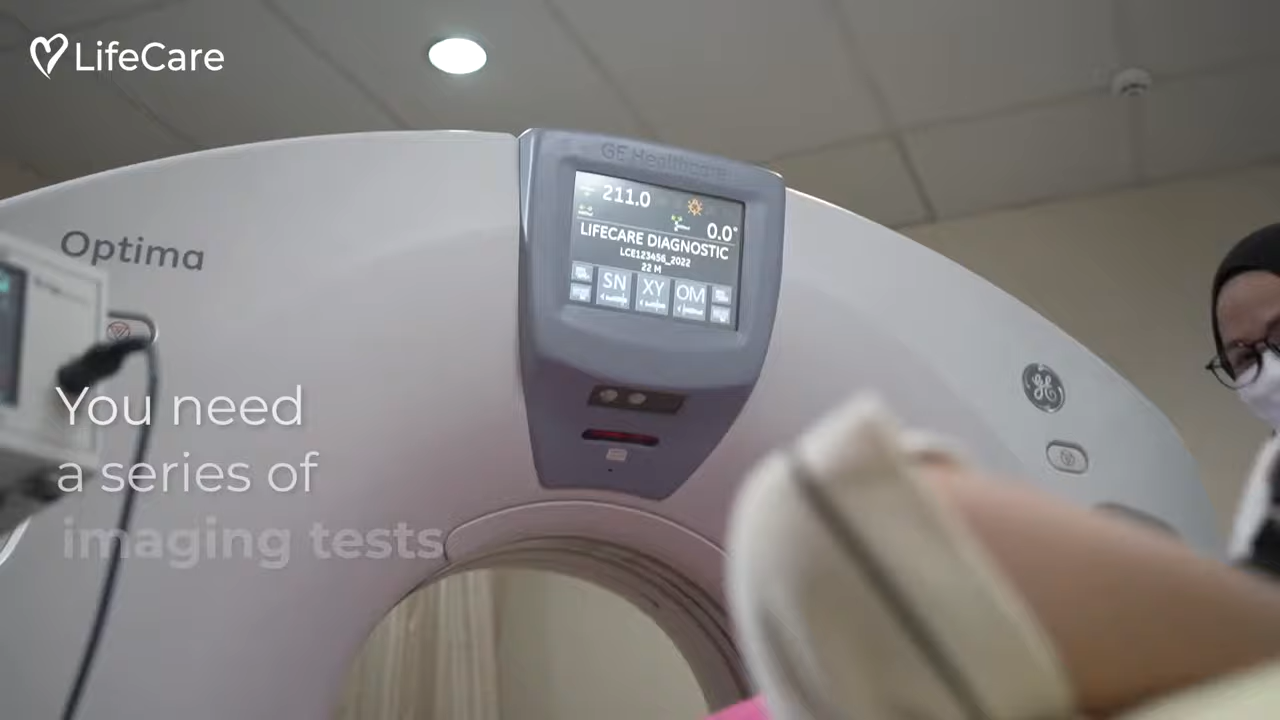 LifeCare
GE Healthcare
211.0
0.0°
LIFECARE DIAGNOSTIC
LCE123456_2022
22 M
SN XY OM
Optima
GE
You need
a series of
imaging tests